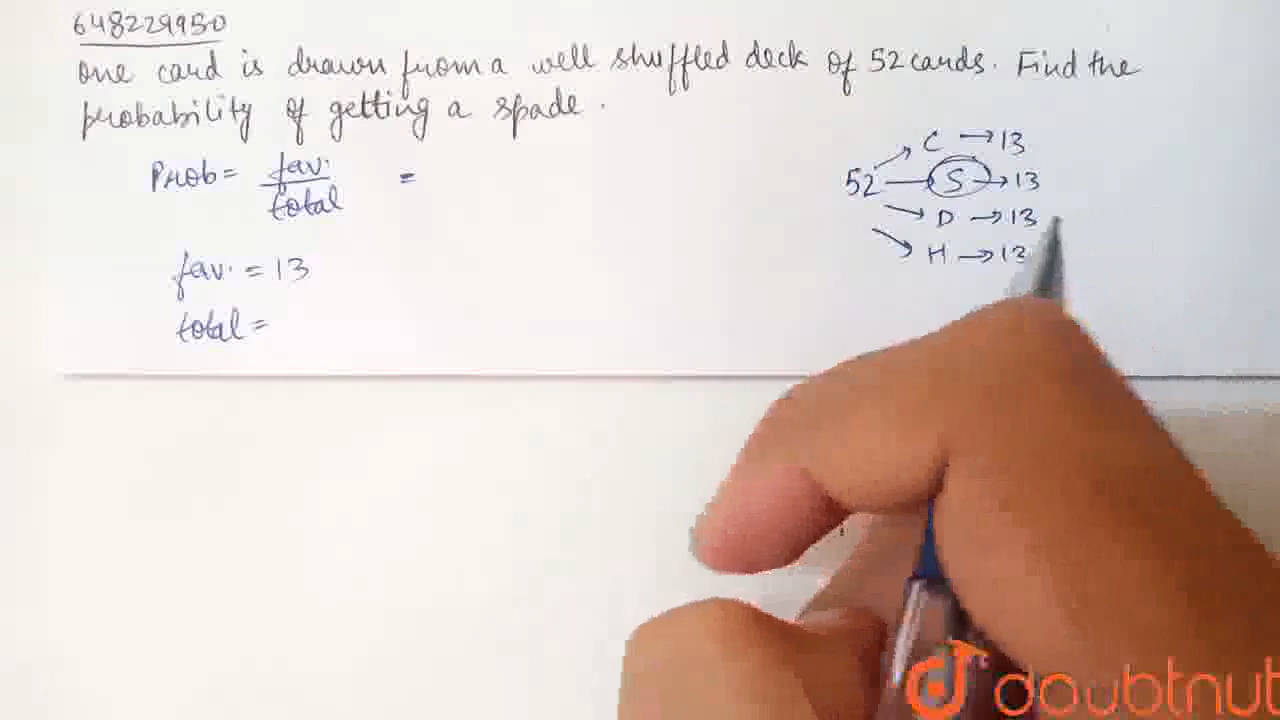 648229950
One card is drawn from a well shuffled deck of 52 cards. Find the
probability of getting a spade.
Prob = fav. / total =
fav. = 13
total =
52
C → 13
S → 13
D → 13
H → 13
doubtnut